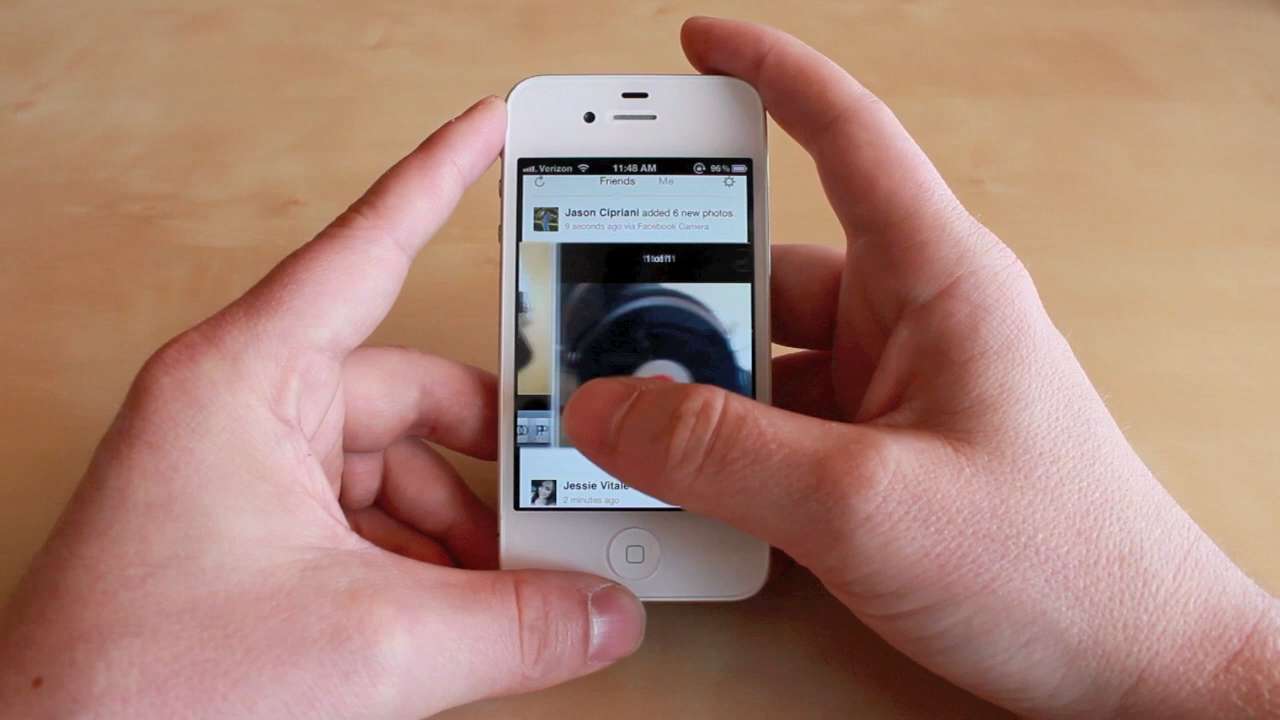 Verizon 11:48 AM 96%
Friends Me
Jason Cipriani added 6 new photos.
9 seconds ago via Facebook Camera
Jessie Vitale
2 minutes ago